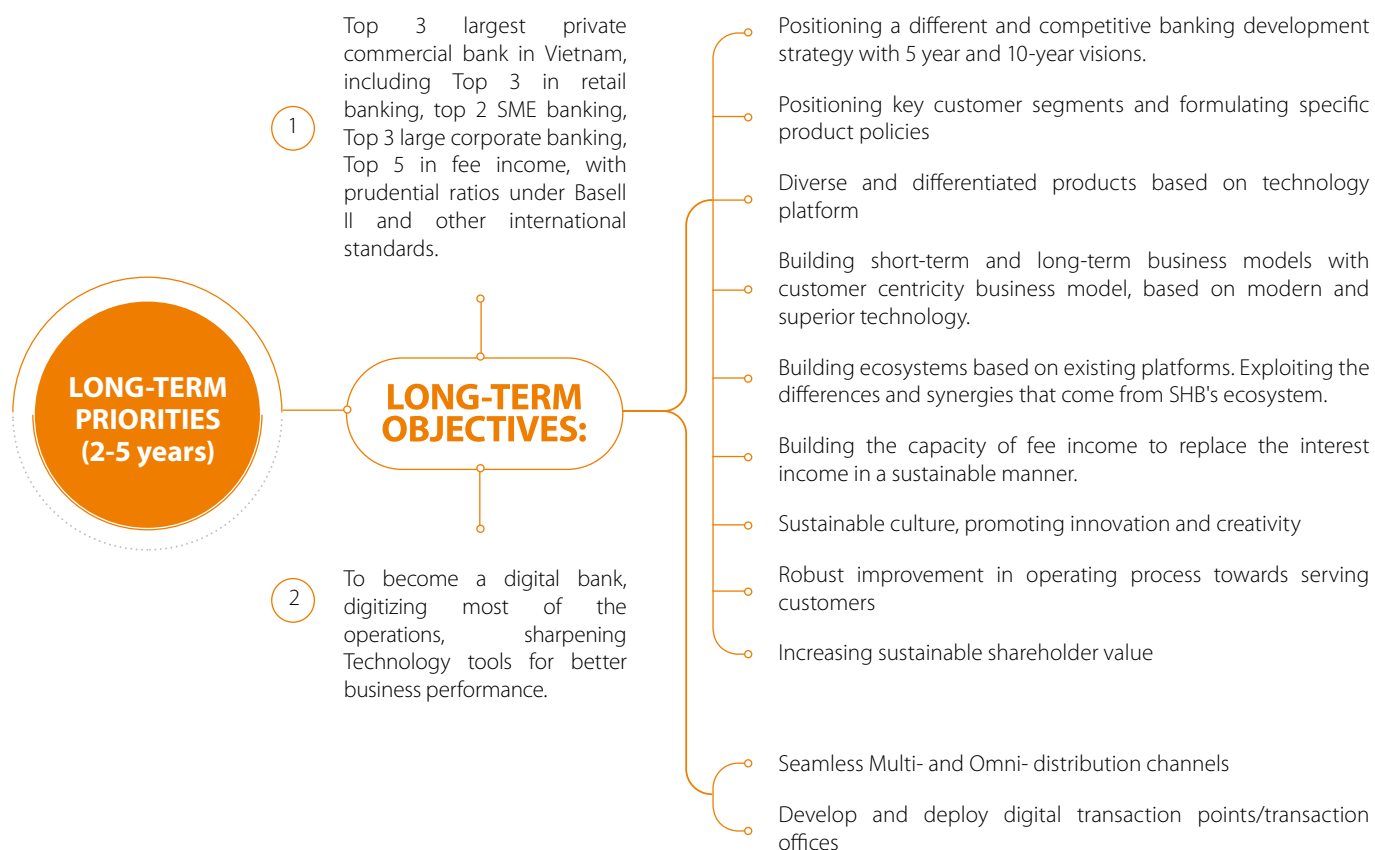 LONG-TERM
PRIORITIES
(2-5 years)
1
Top 3 largest private
commercial bank in Vietnam,
including Top 3 in retail
banking, top 2 SME banking,
Top 3 large corporate banking,
Top 5 in fee income, with
prudential ratios under Basell
II and other international
standards.
LONG-TERM
OBJECTIVES:
2
To become a digital bank,
digitizing most of the
operations, sharpening
Technology tools for better
business performance.
Positioning a different and competitive banking development
strategy with 5 year and 10-year visions.
Positioning key customer segments and formulating specific
product policies
Diverse and differentiated products based on technology
platform
Building short-term and long-term business models with
customer centricity business model, based on modern and
superior technology.
Building ecosystems based on existing platforms. Exploiting the
differences and synergies that come from SHB's ecosystem.
Building the capacity of fee income to replace the interest
income in a sustainable manner.
Sustainable culture, promoting innovation and creativity
Robust improvement in operating process towards serving
customers
Increasing sustainable shareholder value
Seamless Multi- and Omni- distribution channels
Develop and deploy digital transaction points/transaction
offices